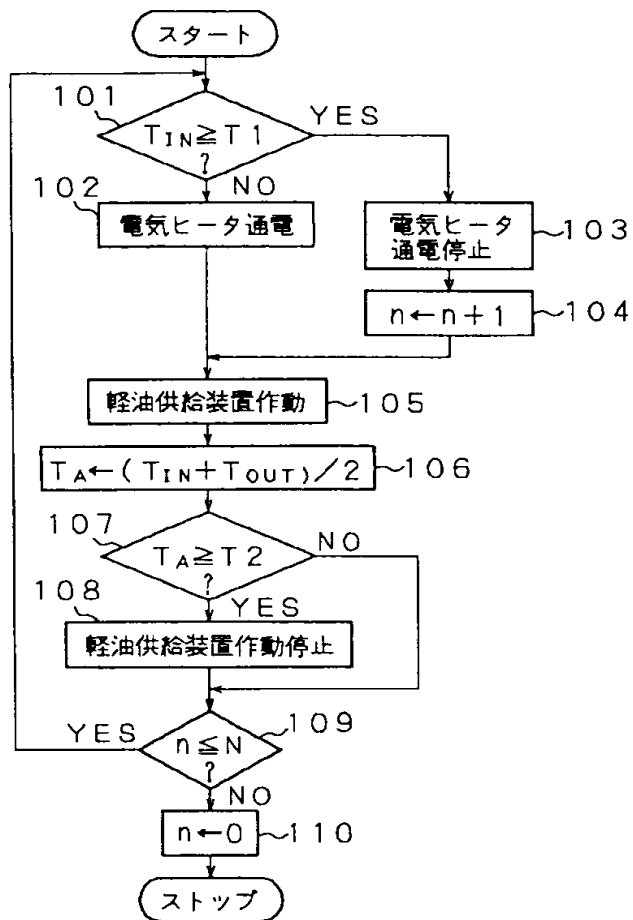 スタート
101
TIN≧T1
?
YES
NO
102
電気ヒータ通電
電気ヒータ
通電停止
103
n←n+1
104
軽油供給装置作動
105
TA←(TIN+TOUT)/2
106
107
TA≧T2
?
NO
YES
108
軽油供給装置作動停止
YES
n≦N
?
109
NO
n←0
110
ストップ